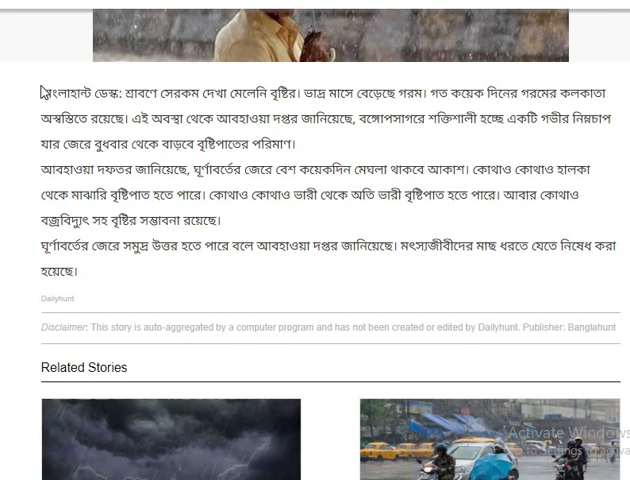 বাংলাহান্ট ডেস্ক: শ্রাবণে সেরকম দেখা মেলেনি বৃষ্টির। ভাদ্র মাসে বেড়েছে গরম। গত কয়েক দিনের গরমের কলকাতা
অস্বস্তিতে রয়েছে। এই অবস্থা থেকে আবহাওয়া দপ্তর জানিয়েছে, বঙ্গোপসাগরে শক্তিশালী হচ্ছে একটি গভীর নিম্নচাপ
যার জেরে বুধবার থেকে বাড়বে বৃষ্টিপাতের পরিমাণ।
আবহাওয়া দফতর জানিয়েছে, ঘূর্ণাবর্তের জেরে বেশ কয়েকদিন মেঘলা থাকবে আকাশ। কোথাও কোথাও হালকা
থেকে মাঝারি বৃষ্টিপাত হতে পারে। কোথাও কোথাও ভারী থেকে অতি ভারী বৃষ্টিপাত হতে পারে। আবার কোথাও
বজ্রবিদ্যুৎ সহ বৃষ্টির সম্ভাবনা রয়েছে।
ঘূর্ণাবর্তের জেরে সমুদ্র উত্তর হতে পারে বলে আবহাওয়া দপ্তর জানিয়েছে। মৎস্যজীবীদের মাছ ধরতে যেতে নিষেধ করা
হয়েছে।
Dailyhunt
Disclaimer: This story is auto-aggregated by a computer program and has not been created or edited by Dailyhunt. Publisher: Banglahunt
Related Stories
Activate Windows
to Settings to activa